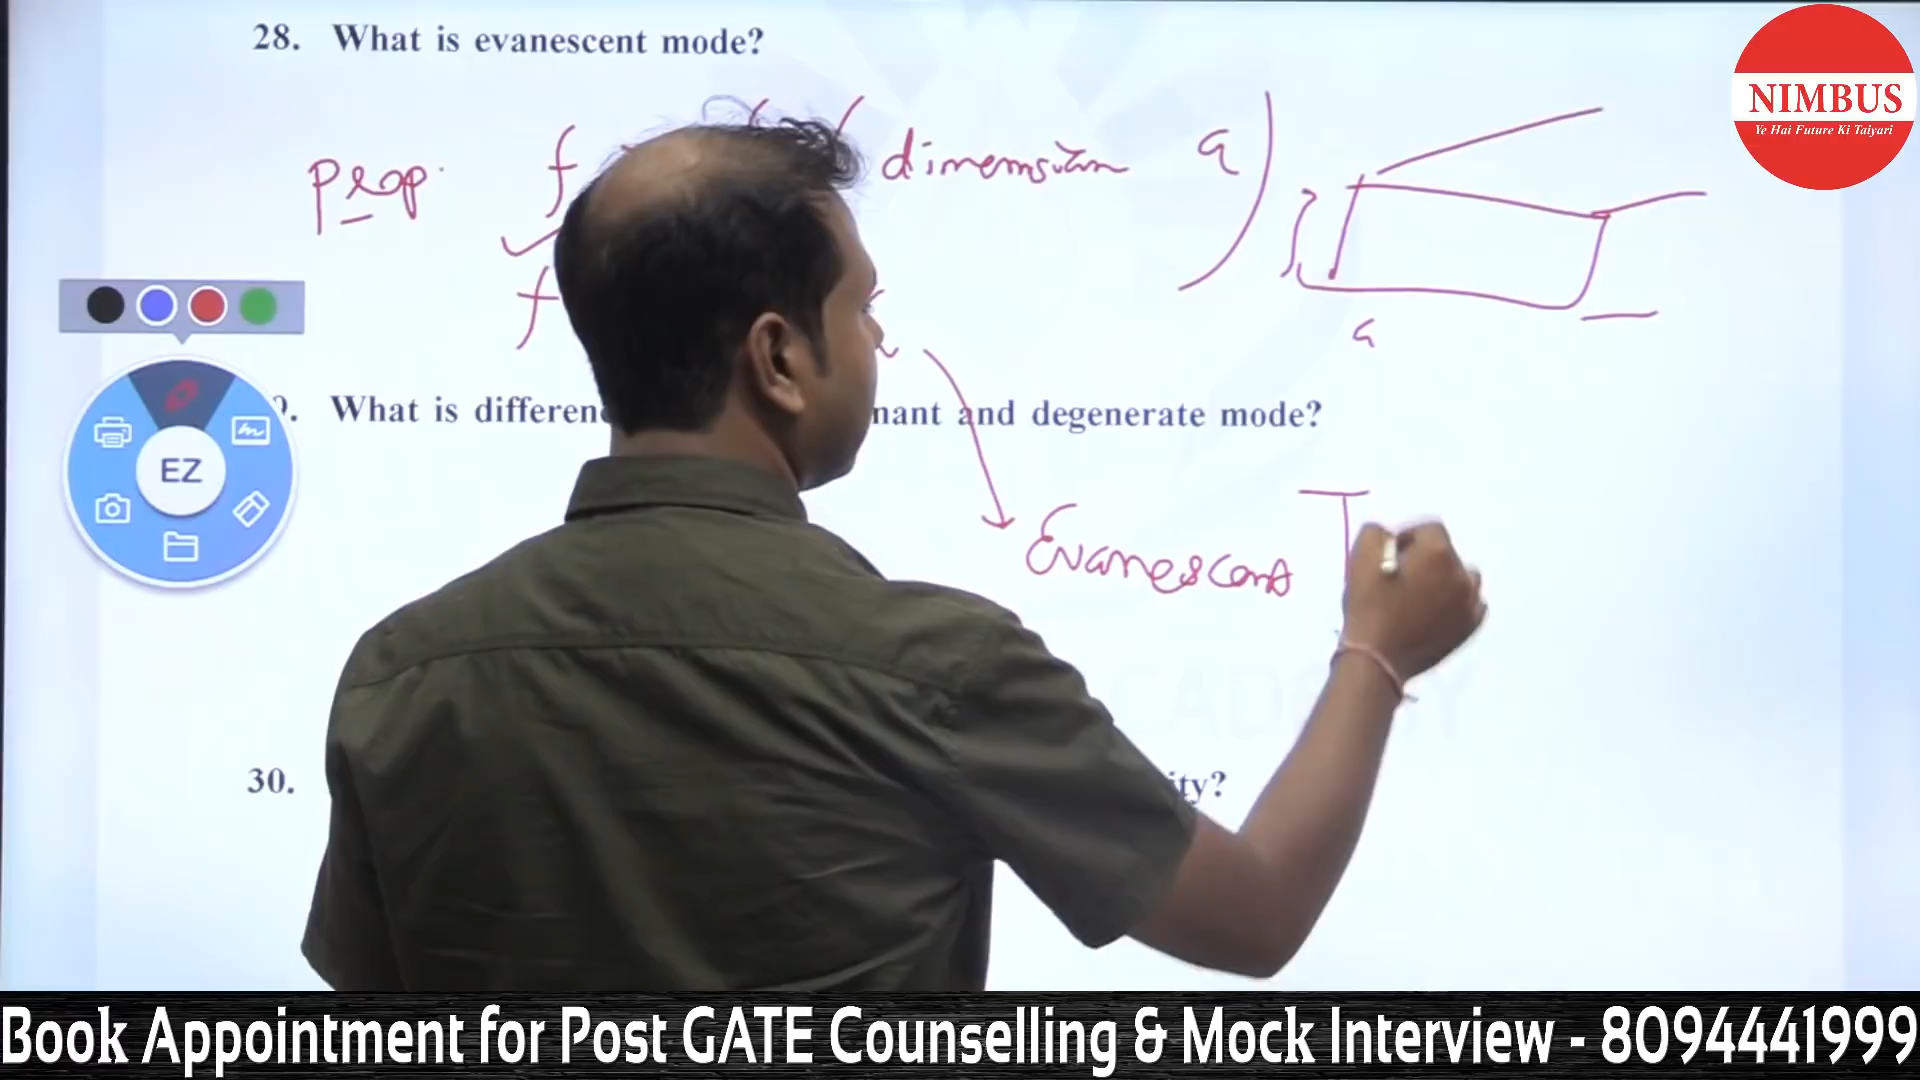 28. What is evanescent mode?
NIMBUS
Ye Hai Future Ki Taiyari
prop. f dimension a
f
a
What is differen nant and degenerate mode?
EZ
Evanescent T
30. ity?
Book Appointment for Post GATE Counselling & Mock Interview - 8094441999